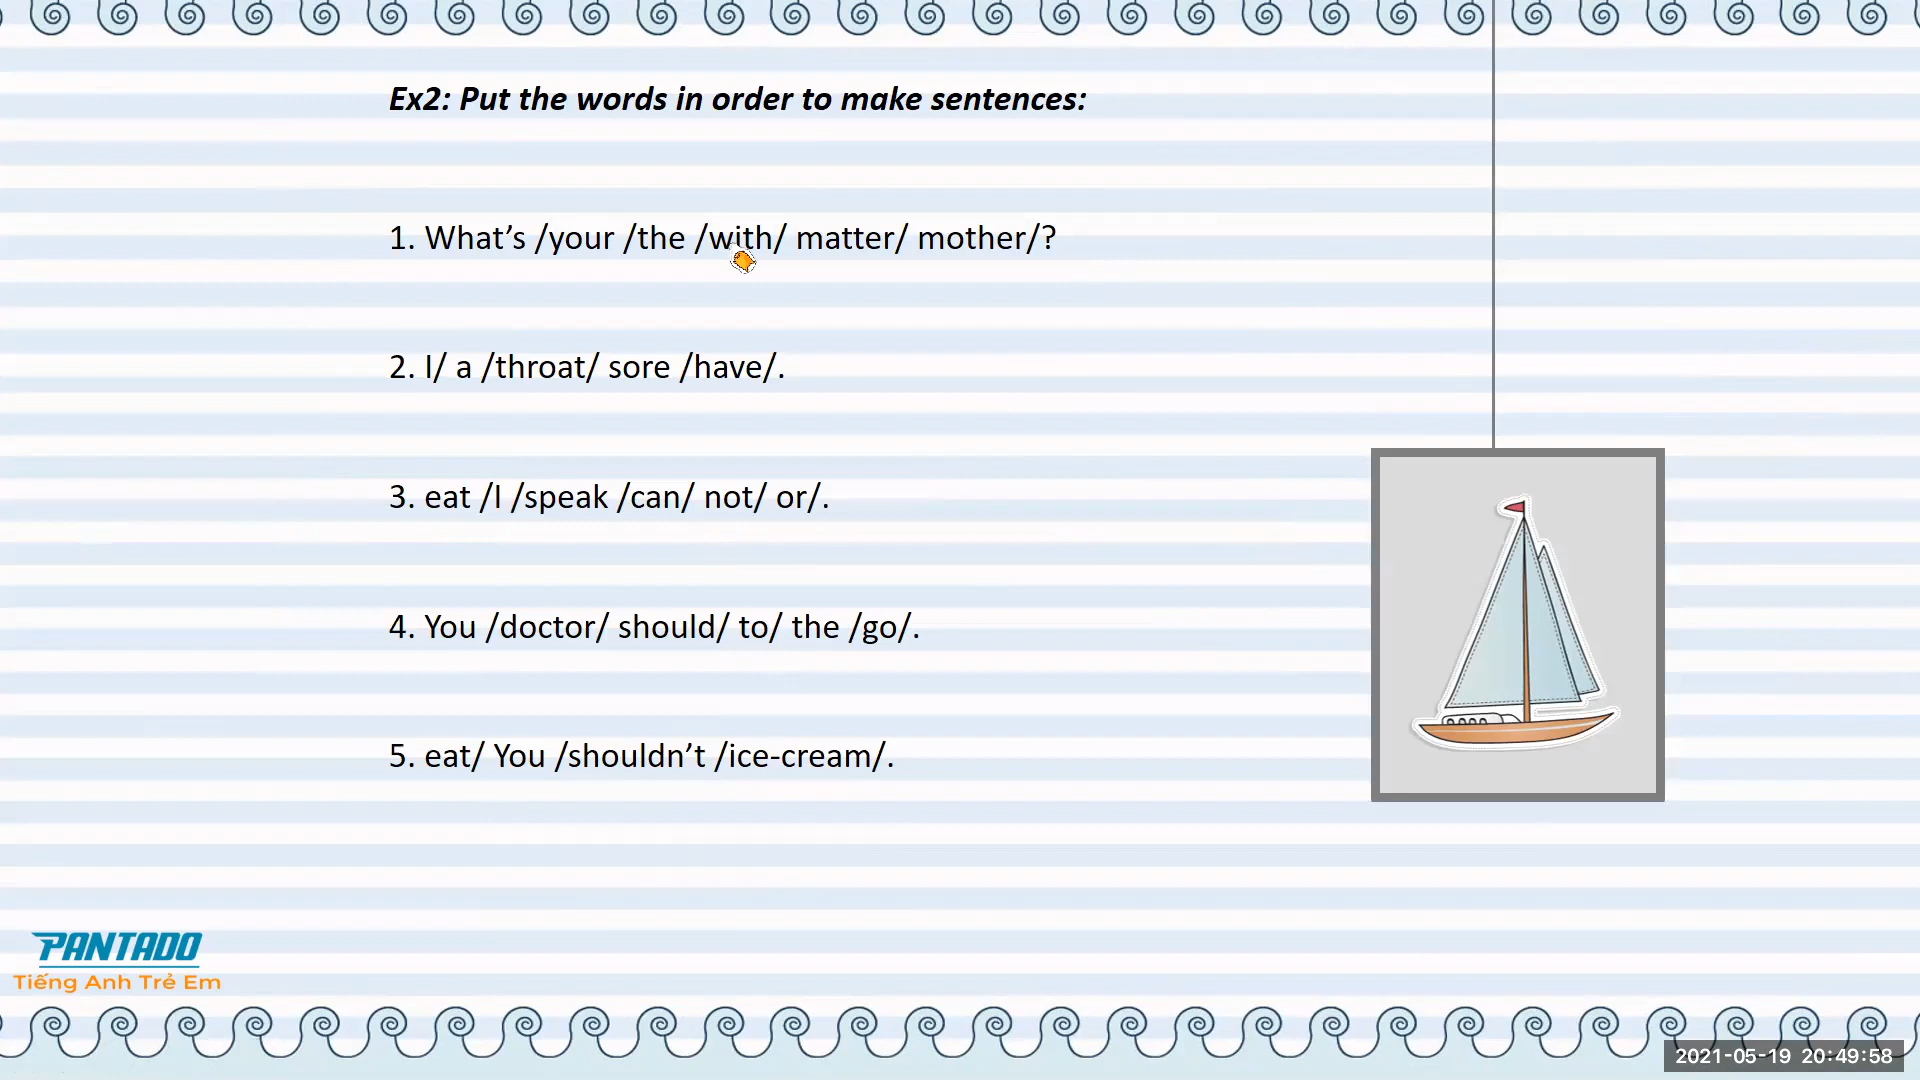 Ex2: Put the words in order to make sentences:
1. What’s /your /the /with/ matter/ mother/?
2. I/ a /throat/ sore /have/.
3. eat /I /speak /can/ not/ or/.
4. You /doctor/ should/ to/ the /go/.
5. eat/ You /shouldn’t /ice-cream/.
PANTADO
Tiếng Anh Trẻ Em
2021-05-19 20:49:58